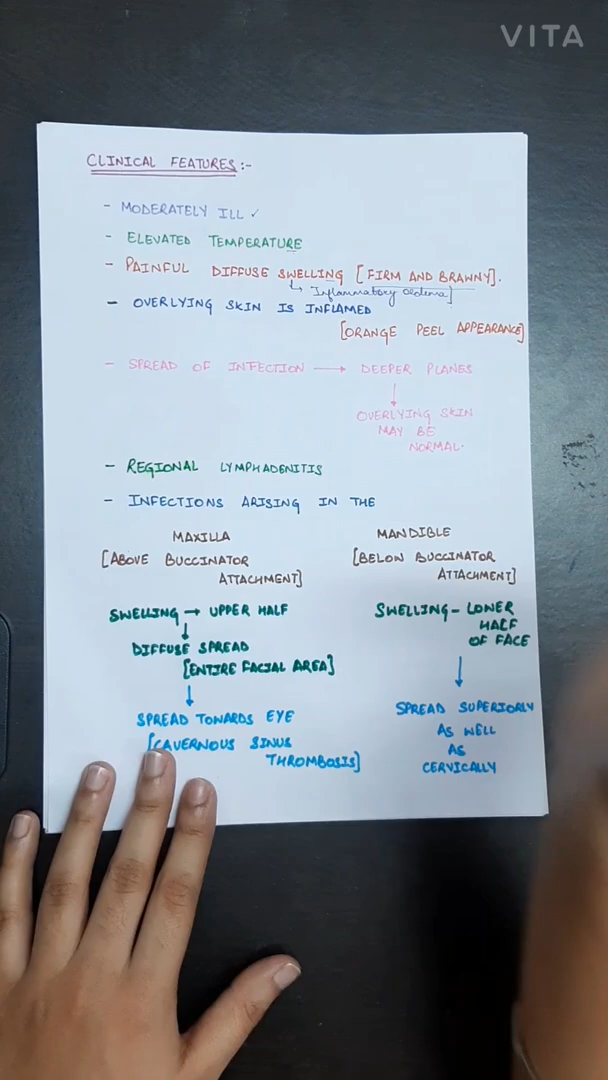 VITA
CLINICAL FEATURES:-
- MODERATELY ILL ✓
- ELEVATED TEMPERATURE
- PAINFUL DIFFUSE SWELLING [FIRM AND BRAWNY].
↳ Inflammatory oedema]
- OVERLYING SKIN IS INFLAMED
[ORANGE PEEL APPEARANCE]
- SPREAD OF INFECTION → DEEPER PLANES
↓
OVERLYING SKIN
MAY BE
NORMAL.
- REGIONAL LYMPHADENITIS
- INFECTIONS ARISING IN THE
MAXILLA
[ABOVE BUCCINATOR
ATTACHMENT]
SWELLING → UPPER HALF
↓
DIFFUSE SPREAD
[ENTIRE FACIAL AREA]
↓
SPREAD TOWARDS EYE
[CAVERNOUS SINUS
THROMBOSIS]
MANDIBLE
[BELOW BUCCINATOR
ATTACHMENT]
SWELLING - LONER
HALF
OF FACE
↓
SPREAD SUPERIORLY
AS WELL
AS
CERVICALLY